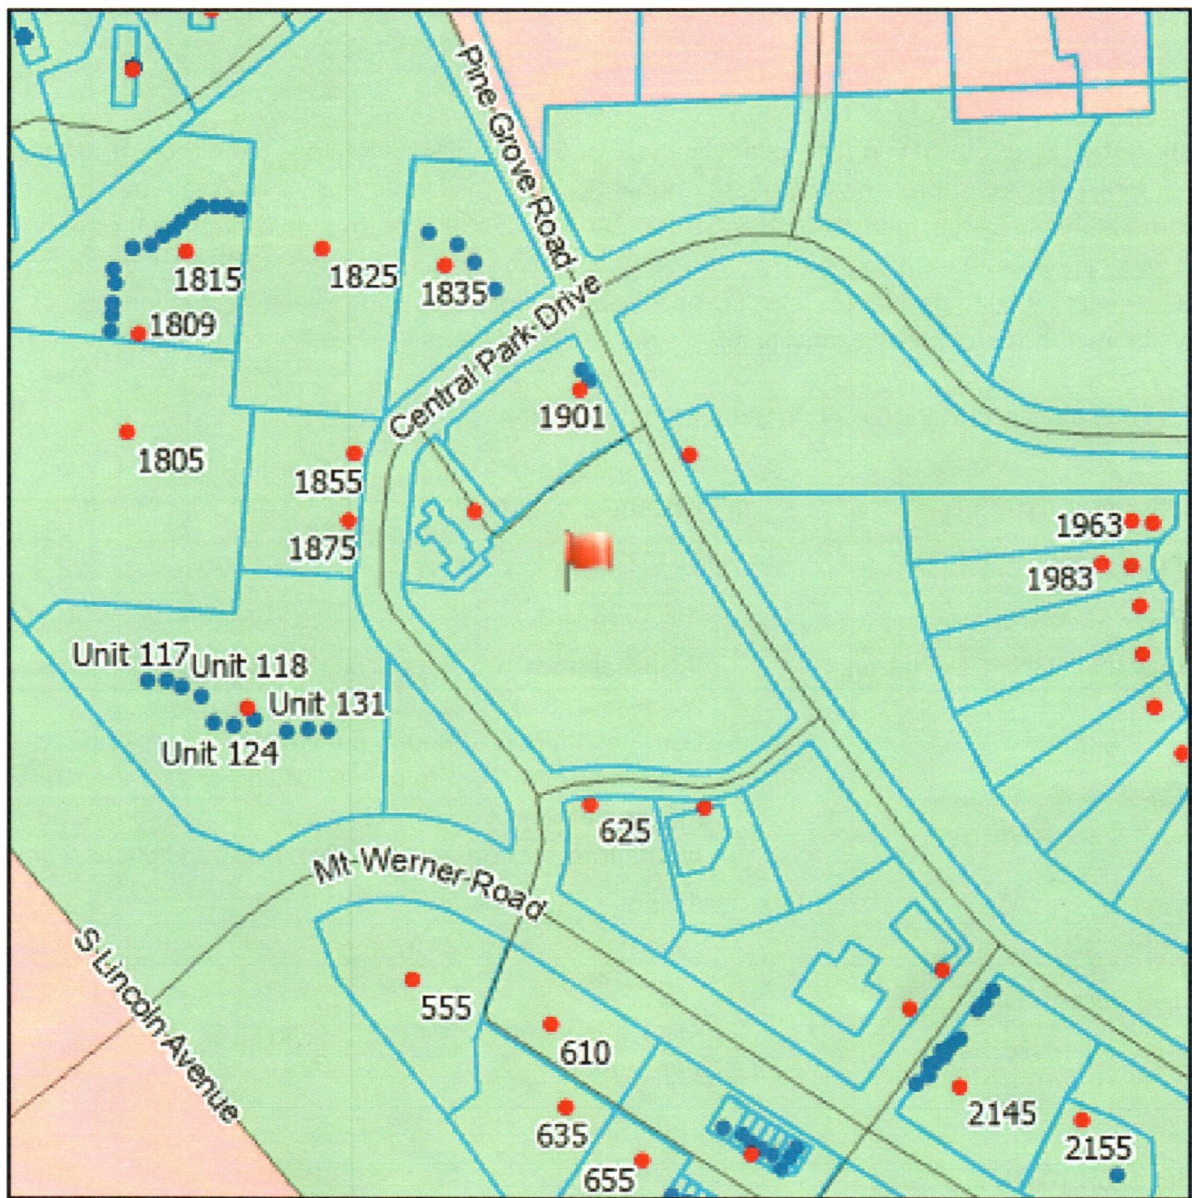 Pine Grove Road
1815
1825
1835
1809
Central Park Drive
1901
1805
1855
1875
1963
1983
Unit 117
Unit 118
Unit 131
Unit 124
625
Mt Werner Road
S Lincoln Avenue
555
610
635
655
2145
2155